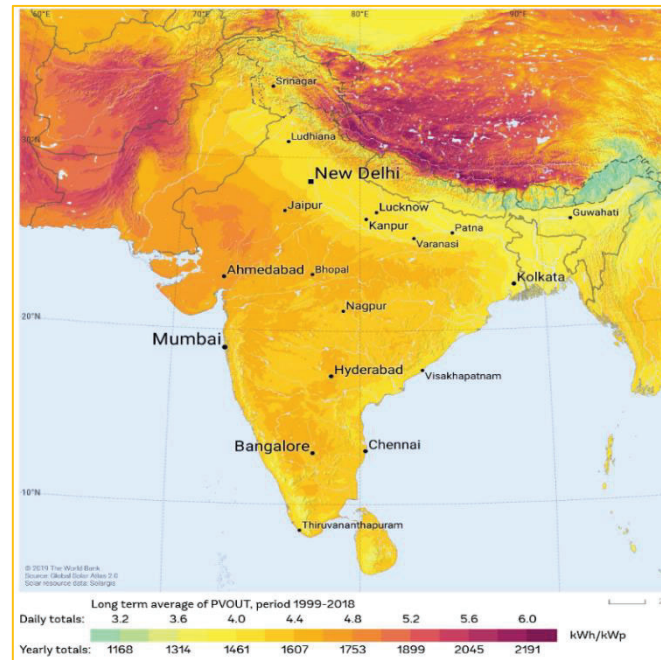 60°E 70°E 80°E 90°E
Srinagar
30°N
Ludhiana
New Delhi
Jaipur
Lucknow
Kanpur
Guwahati
Patna
Varanasi
Ahmedabad
Bhopal
Kolkata
Nagpur
20°N
Mumbai
Hyderabad
Visakhapatnam
Bangalore
Chennai
10°N
Thiruvananthapuram
© 2019 The World Bank
Source: Global Solar Atlas 2.0
Solar resource data: Solargis
Long term average of PVOUT, period 1999-2018
Daily totals: 3.2 3.6 4.0 4.4 4.8 5.2 5.6 6.0
kWh/kWp
Yearly totals: 1168 1314 1461 1607 1753 1899 2045 2191